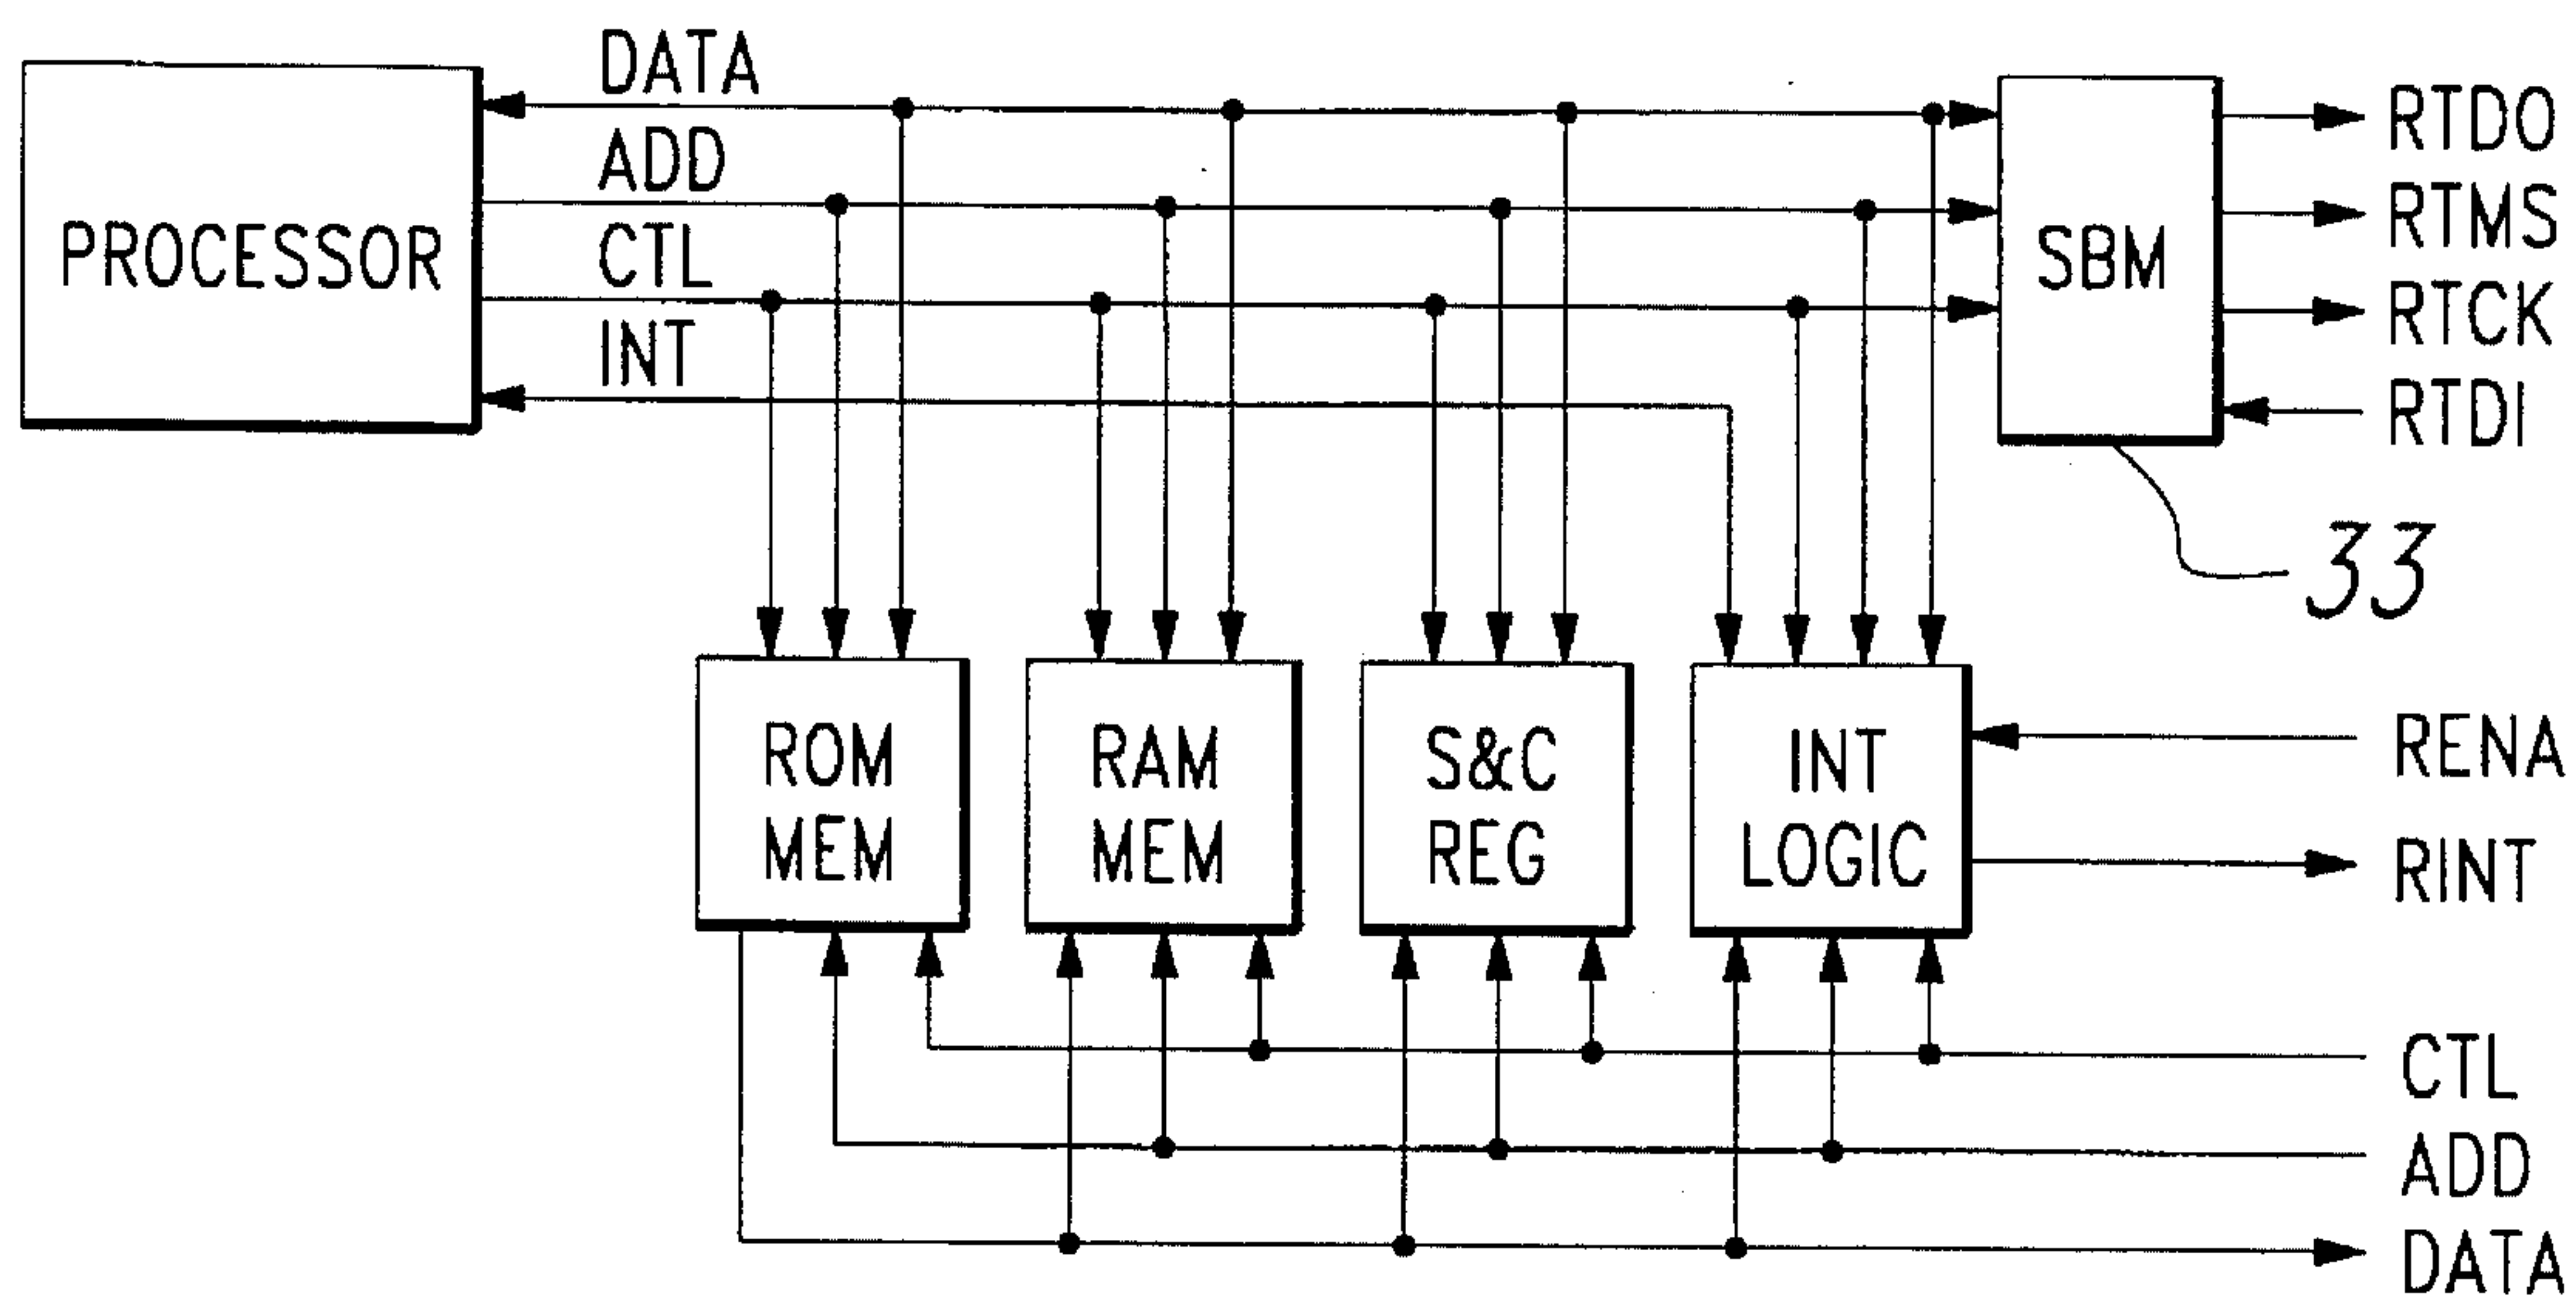 DATA
ADD
CTL
INT
PROCESSOR
SBM
RTDO
RTMS
RTCK
RTDI
33
ROM
MEM
RAM
MEM
S&C
REG
INT
LOGIC
RENA
RINT
CTL
ADD
DATA